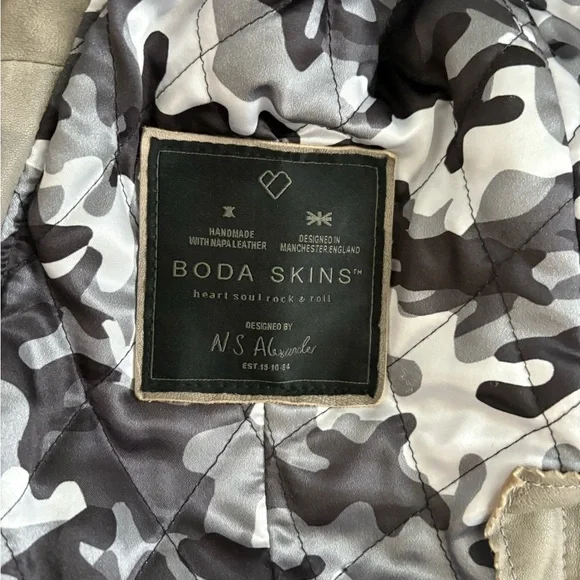 HANDMADE
WITH NAPA LEATHER
DESIGNED IN
MANCHESTER, ENGLAND
BODA SKINS™
heart soul rock & roll
DESIGNED BY
N S Alexander
EST. 15-10-84